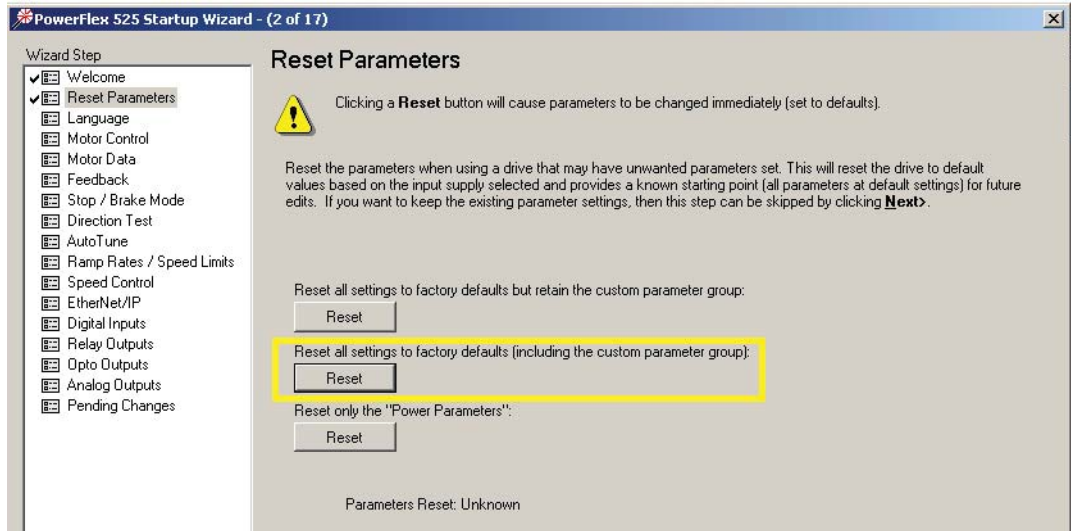 PowerFlex 525 Startup Wizard - (2 of 17)
Wizard Step
Welcome
Reset Parameters
Language
Motor Control
Motor Data
Feedback
Stop / Brake Mode
Direction Test
AutoTune
Ramp Rates / Speed Limits
Speed Control
EtherNet/IP
Digital Inputs
Relay Outputs
Opto Outputs
Analog Outputs
Pending Changes
Reset Parameters
Clicking a Reset button will cause parameters to be changed immediately (set to defaults).
Reset the parameters when using a drive that may have unwanted parameters set. This will reset the drive to default
values based on the input supply selected and provides a known starting point (all parameters at default settings) for future
edits. If you want to keep the existing parameter settings, then this step can be skipped by clicking Next>.
Reset all settings to factory defaults but retain the custom parameter group:
Reset
Reset all settings to factory defaults (including the custom parameter group):
Reset
Reset only the "Power Parameters":
Reset
Parameters Reset: Unknown